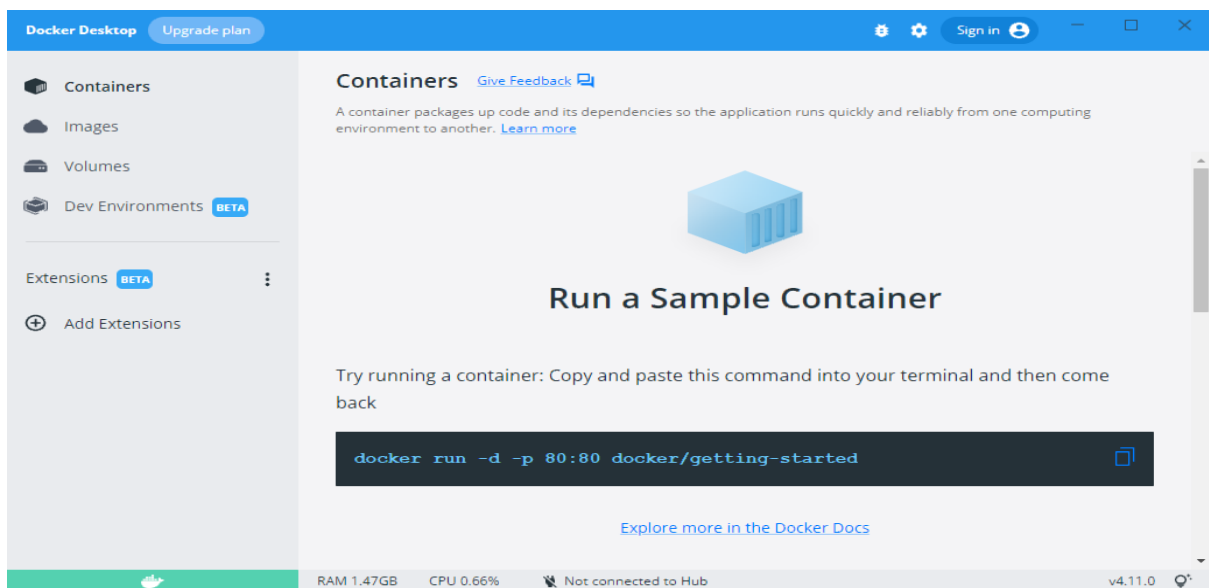 Docker Desktop Upgrade plan Sign in
Containers
Images
Volumes
Dev Environments BETA
Extensions BETA
Add Extensions
Containers Give Feedback
A container packages up code and its dependencies so the application runs quickly and reliably from one computing
environment to another. Learn more
Run a Sample Container
Try running a container: Copy and paste this command into your terminal and then come
back
docker run -d -p 80:80 docker/getting-started
Explore more in the Docker Docs
RAM 1.47GB CPU 0.66% Not connected to Hub v4.11.0